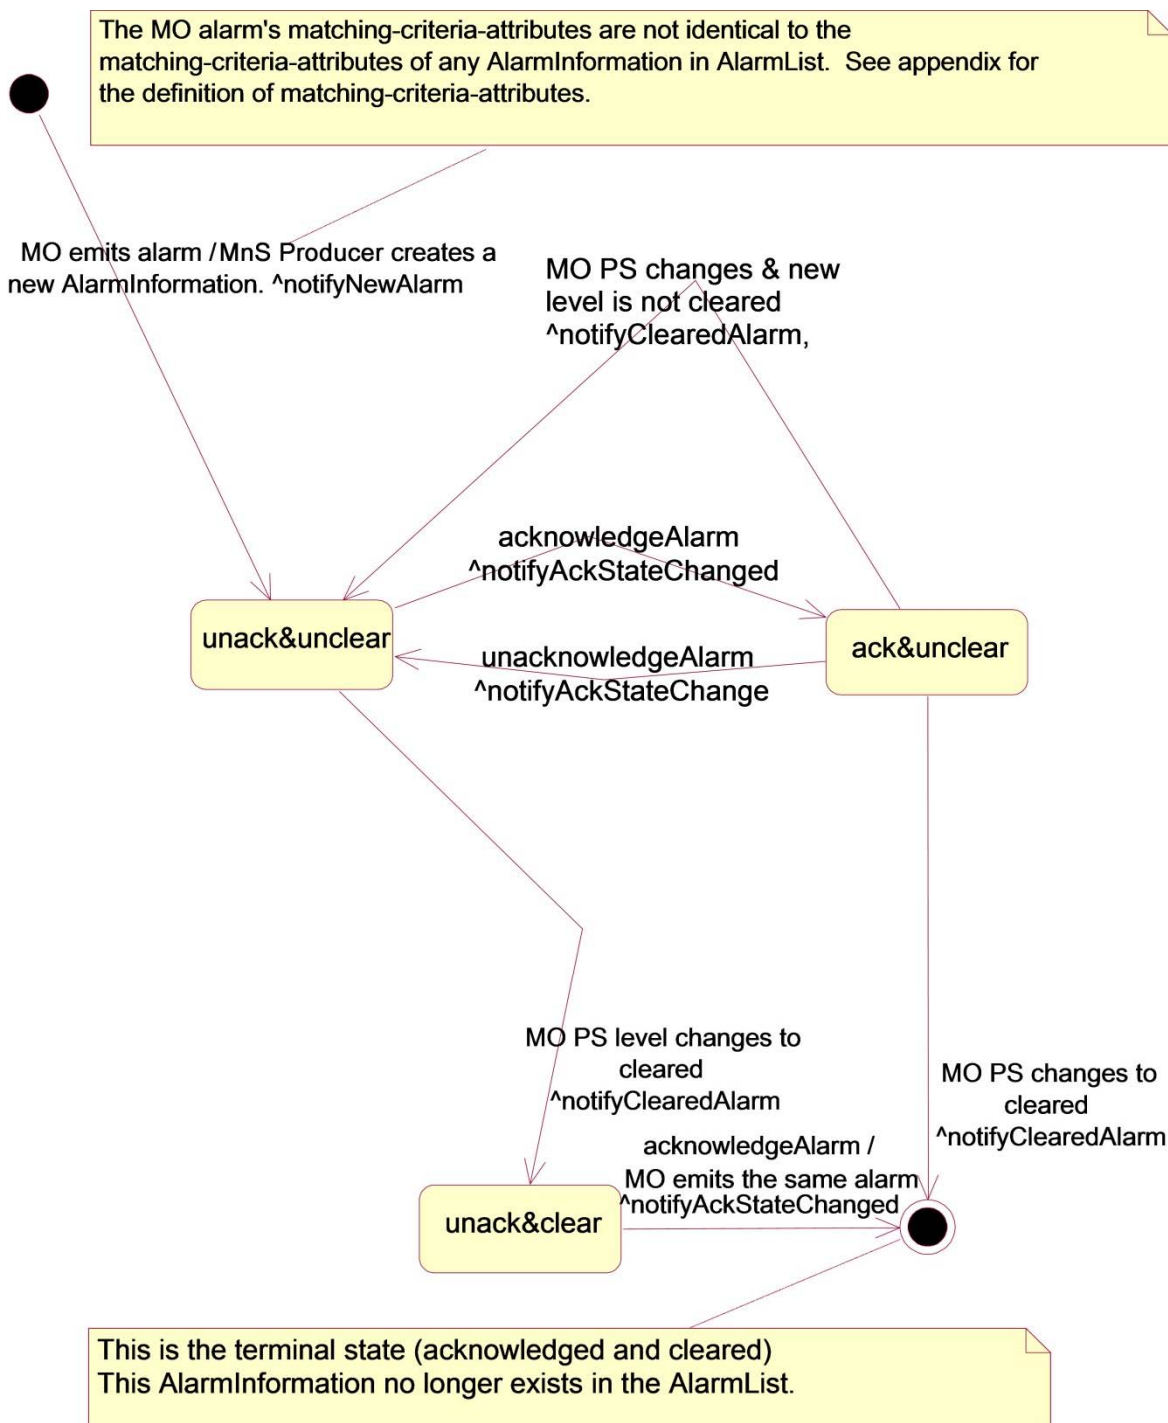 The MO alarm's matching-criteria-attributes are not identical to the
matching-criteria-attributes of any AlarmInformation in AlarmList.  See appendix for
the definition of matching-criteria-attributes.
MO emits alarm / MnS Producer creates a
new AlarmInformation. ^notifyNewAlarm
MO PS changes & new
level is not cleared
^notifyClearedAlarm,
acknowledgeAlarm
^notifyAckStateChanged
unack&unclear
unacknowledgeAlarm
^notifyAckStateChange
ack&unclear
MO PS level changes to
cleared
^notifyClearedAlarm
MO PS changes to
cleared
^notifyClearedAlarm
acknowledgeAlarm /
MO emits the same alarm
^notifyAckStateChanged
unack&clear
This is the terminal state (acknowledged and cleared)
This AlarmInformation no longer exists in the AlarmList.